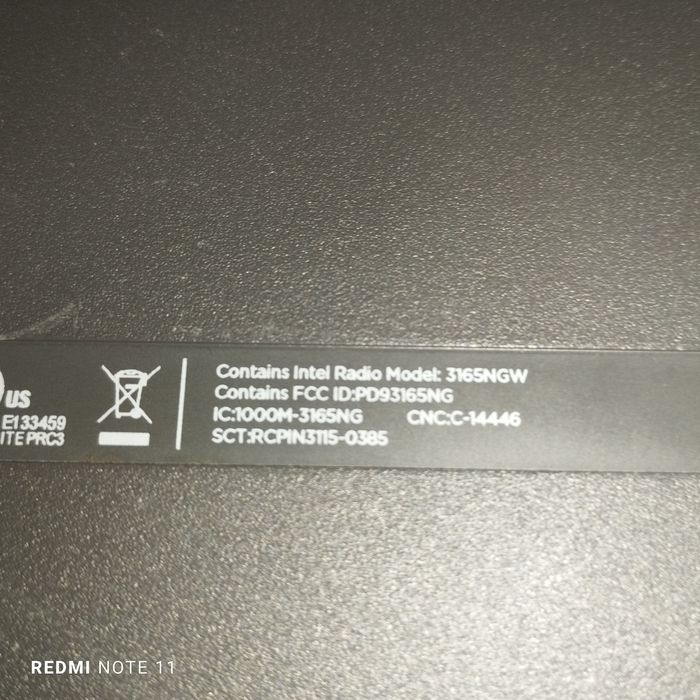 US
E133459
ITE PRC3
Contains Intel Radio Model: 3165NGW
Contains FCC ID:PD93165NG
IC:1000M-3165NG CNC:C-14446
SCT:RCPIN3115-0385
REDMI NOTE 11